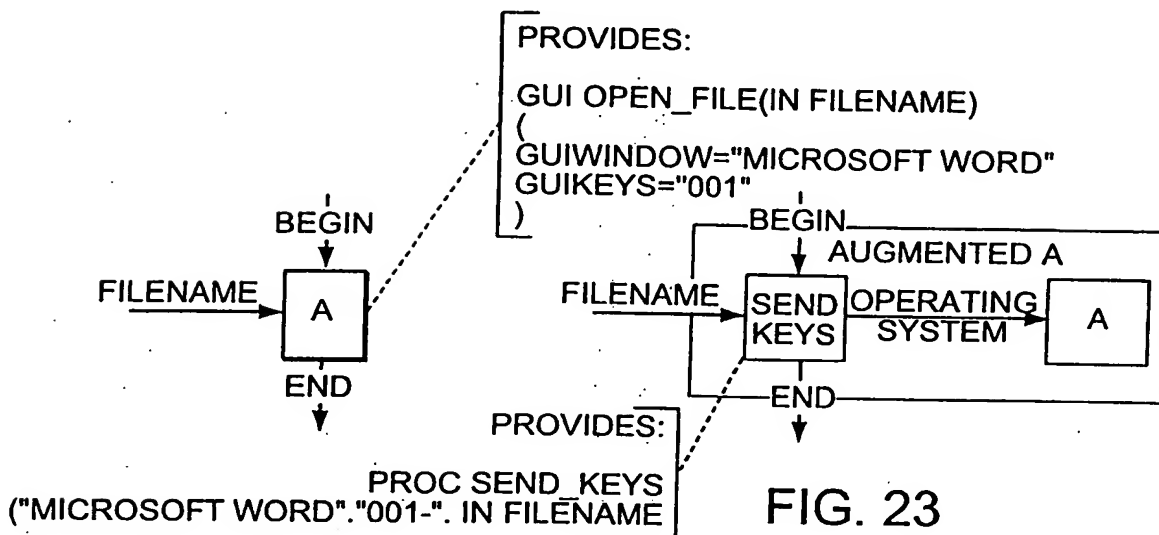 PROVIDES:
GUI OPEN_FILE(IN FILENAME)
(
GUIWINDOW="MICROSOFT WORD"
GUIKEYS="001"
)
BEGIN
FILENAME
A
END
BEGIN
AUGMENTED A
FILENAME
SEND
KEYS
OPERATING
SYSTEM
A
END
PROVIDES:
PROC SEND_KEYS
("MICROSOFT WORD"."001-". IN FILENAME
FIG. 23